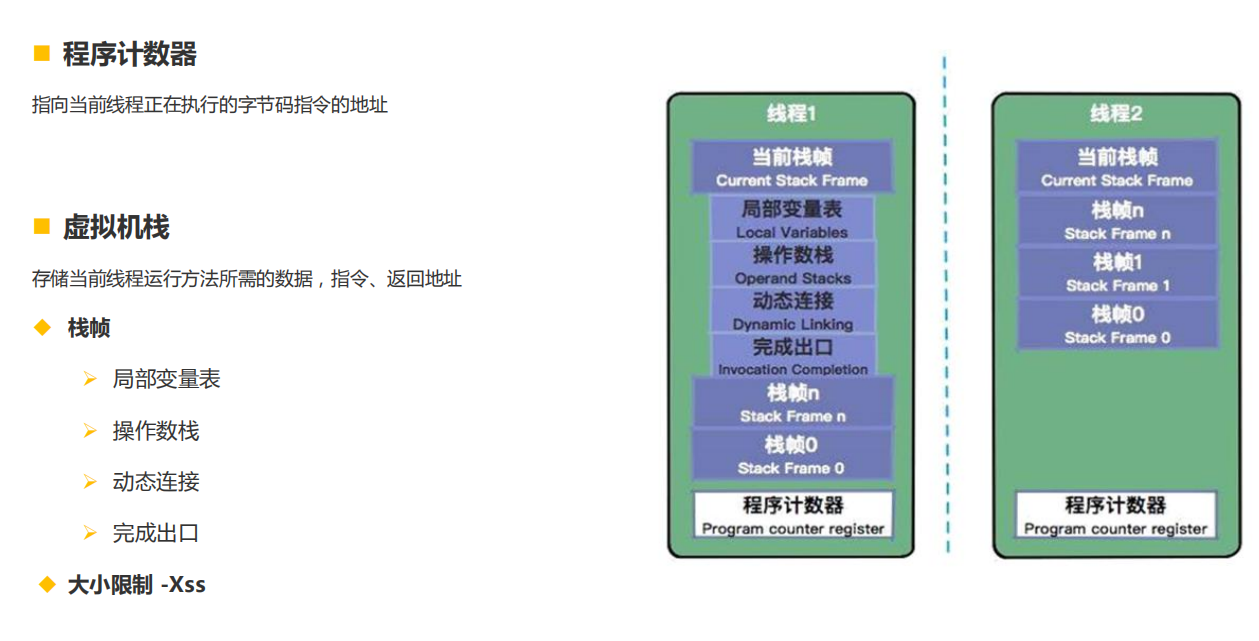 程序计数器
指向当前线程正在执行的字节码指令的地址
虚拟机栈
存储当前线程运行方法所需的数据，指令、返回地址
栈帧
局部变量表
操作数栈
动态连接
完成出口
大小限制 -Xss
线程1
当前栈帧
Current Stack Frame
局部变量表
Local Variables
操作数栈
Operand Stacks
动态连接
Dynamic Linking
完成出口
Invocation Completion
栈帧n
Stack Frame n
栈帧0
Stack Frame 0
程序计数器
Program counter register
线程2
当前栈帧
Current Stack Frame
栈帧n
Stack Frame n
栈帧1
Stack Frame 1
栈帧0
Stack Frame 0
程序计数器
Program counter register